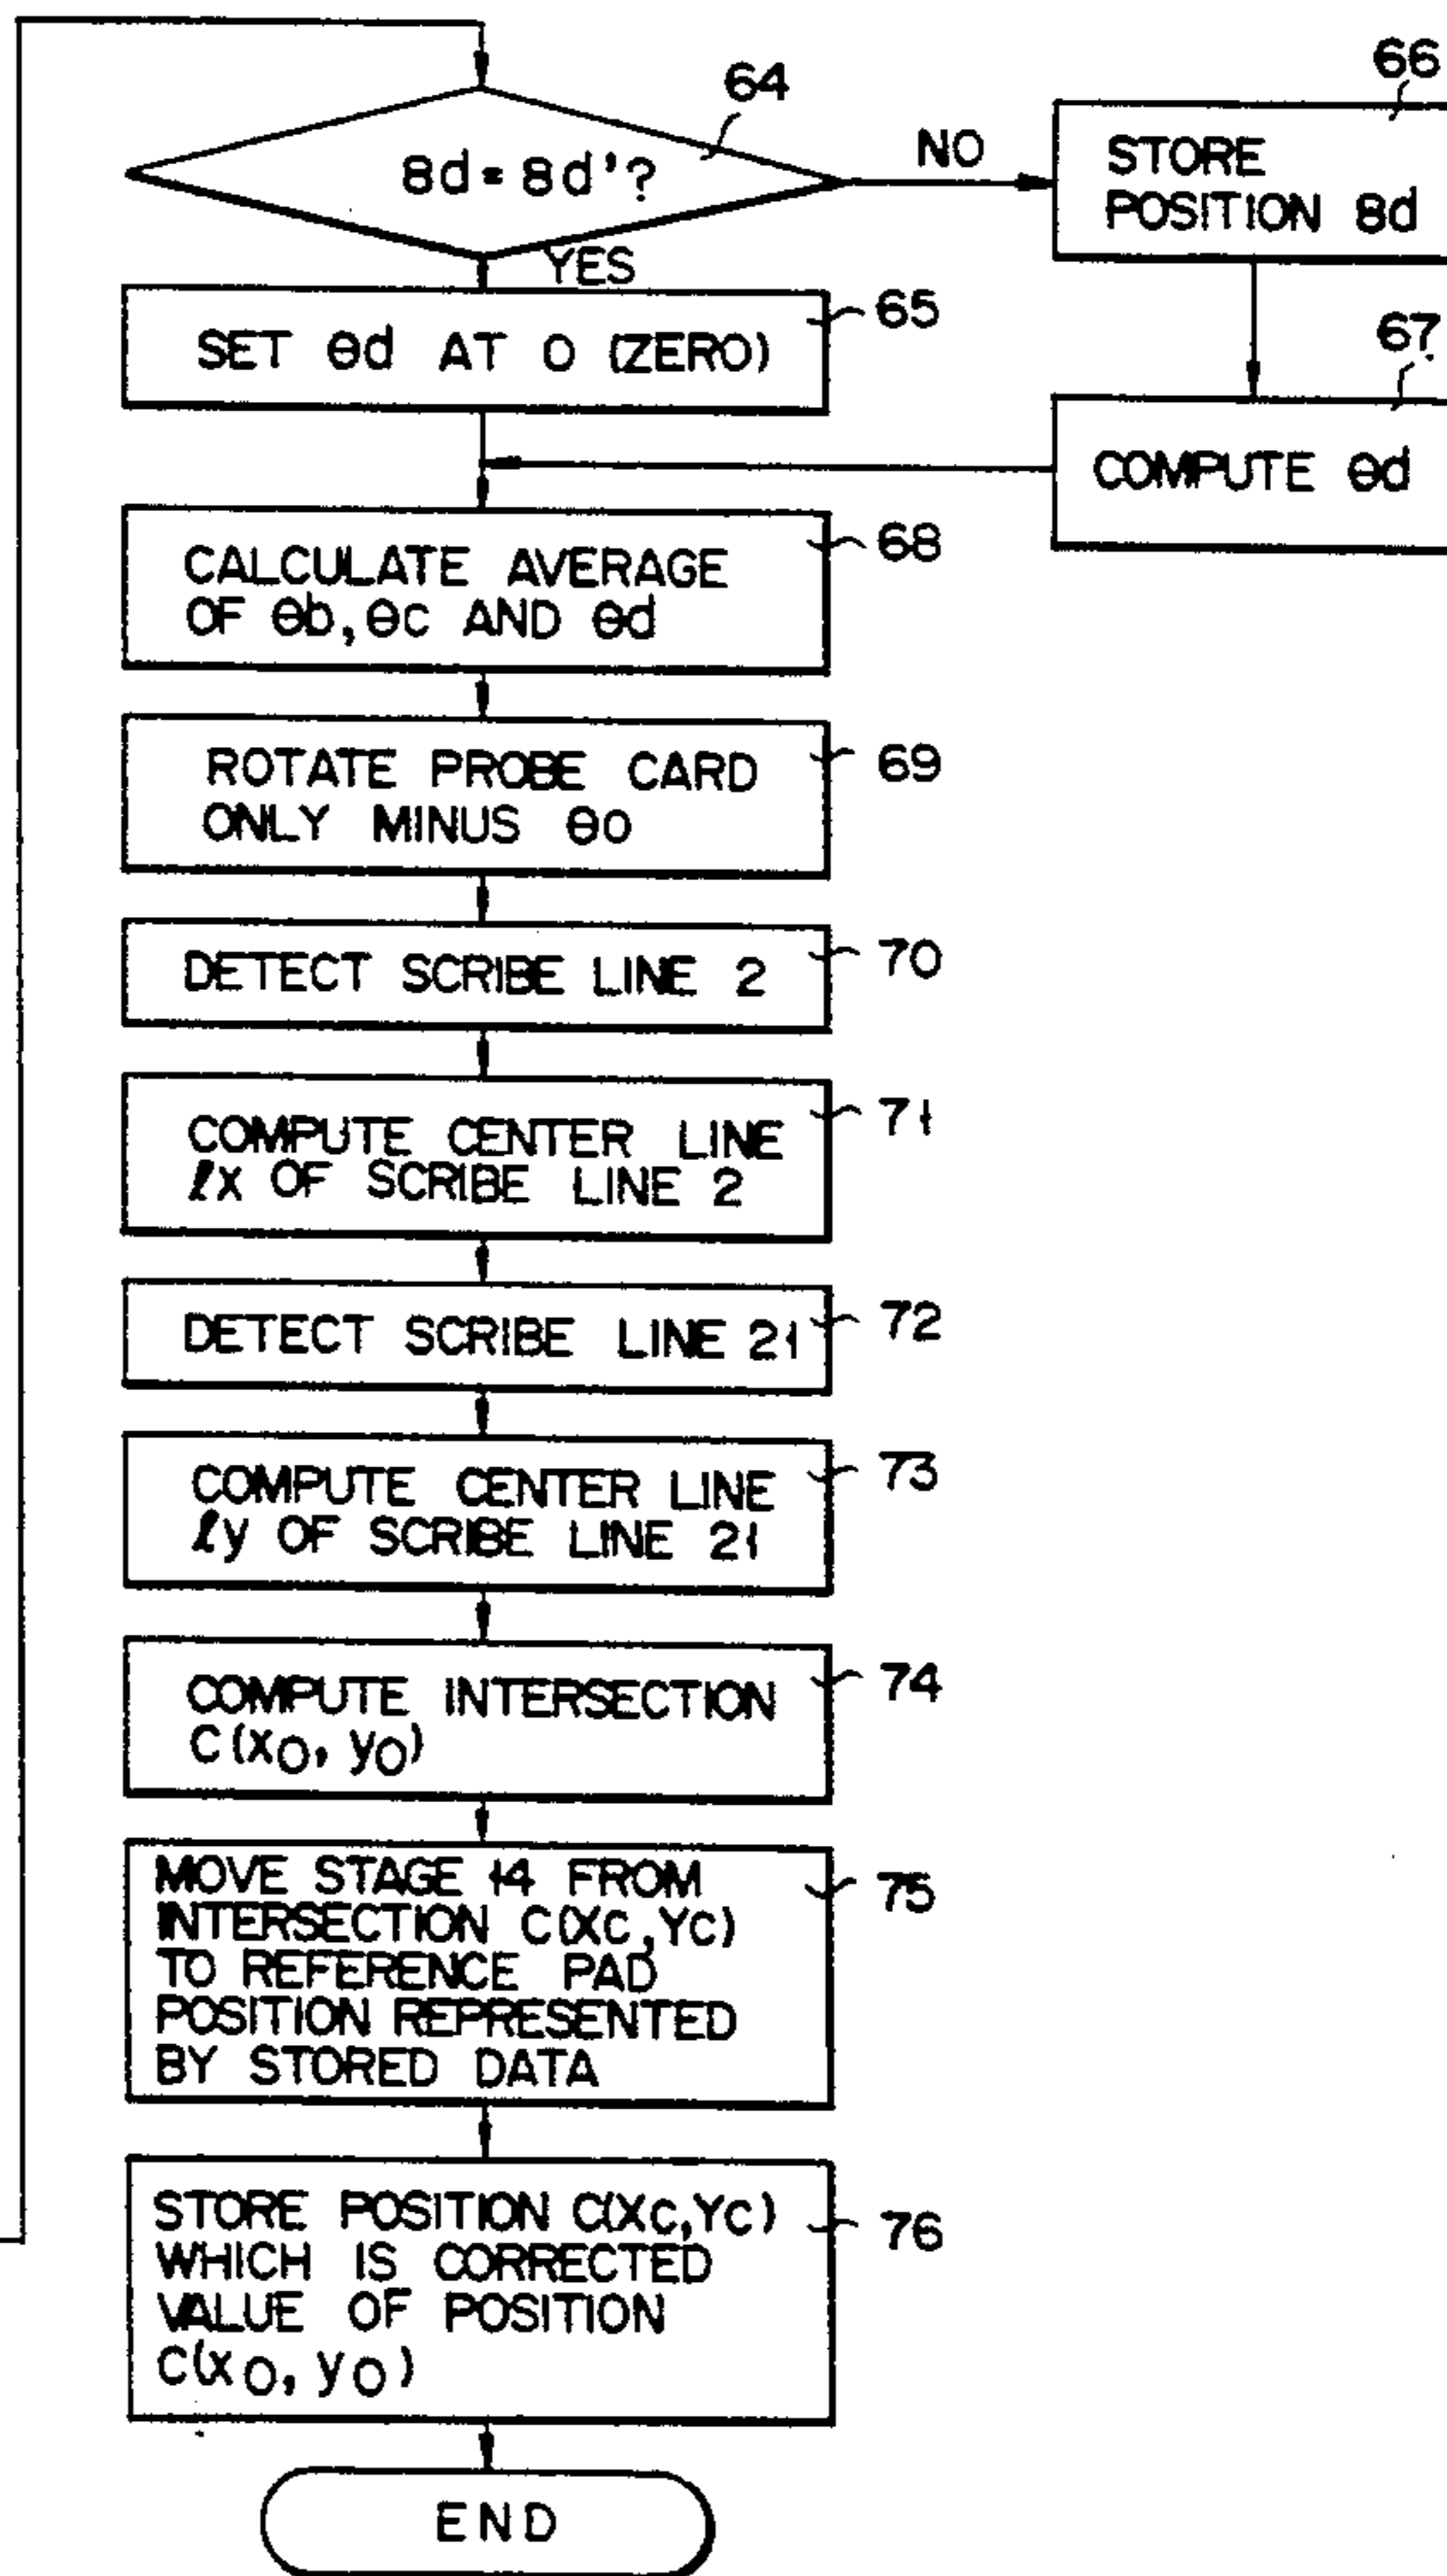 64
8d = 8d'?
NO
66
STORE
POSITION 8d
YES
65
SET θd AT 0 (ZERO)
67
COMPUTE θd
68
CALCULATE AVERAGE
OF θb, θc AND θd
69
ROTATE PROBE CARD
ONLY MINUS θo
70
DETECT SCRIBE LINE 2
71
COMPUTE CENTER LINE
ℓx OF SCRIBE LINE 2
72
DETECT SCRIBE LINE 21
73
COMPUTE CENTER LINE
ℓy OF SCRIBE LINE 21
74
COMPUTE INTERSECTION
C(x₀, y₀)
75
MOVE STAGE 14 FROM
INTERSECTION C(Xc, Yc)
TO REFERENCE PAD
POSITION REPRESENTED
BY STORED DATA
76
STORE POSITION C(Xc, Yc)
WHICH IS CORRECTED
VALUE OF POSITION
C(x₀, y₀)
END